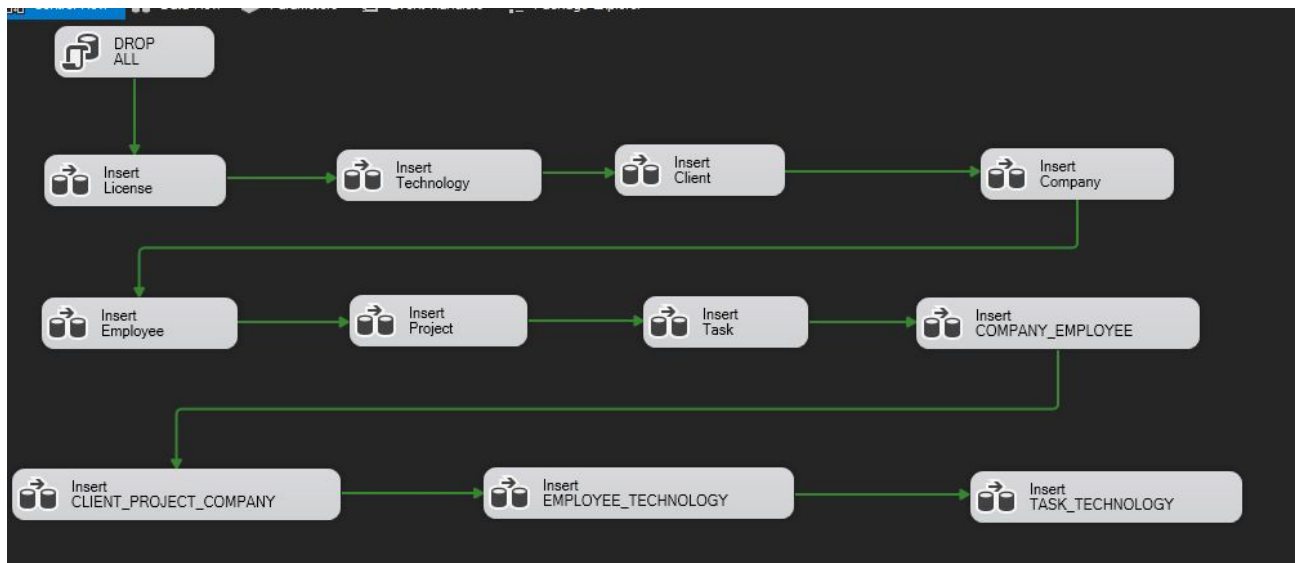 DROP
ALL
Insert
License
Insert
Technology
Insert
Client
Insert
Company
Insert
Employee
Insert
Project
Insert
Task
Insert
COMPANY_EMPLOYEE
Insert
CLIENT_PROJECT_COMPANY
Insert
EMPLOYEE_TECHNOLOGY
Insert
TASK_TECHNOLOGY